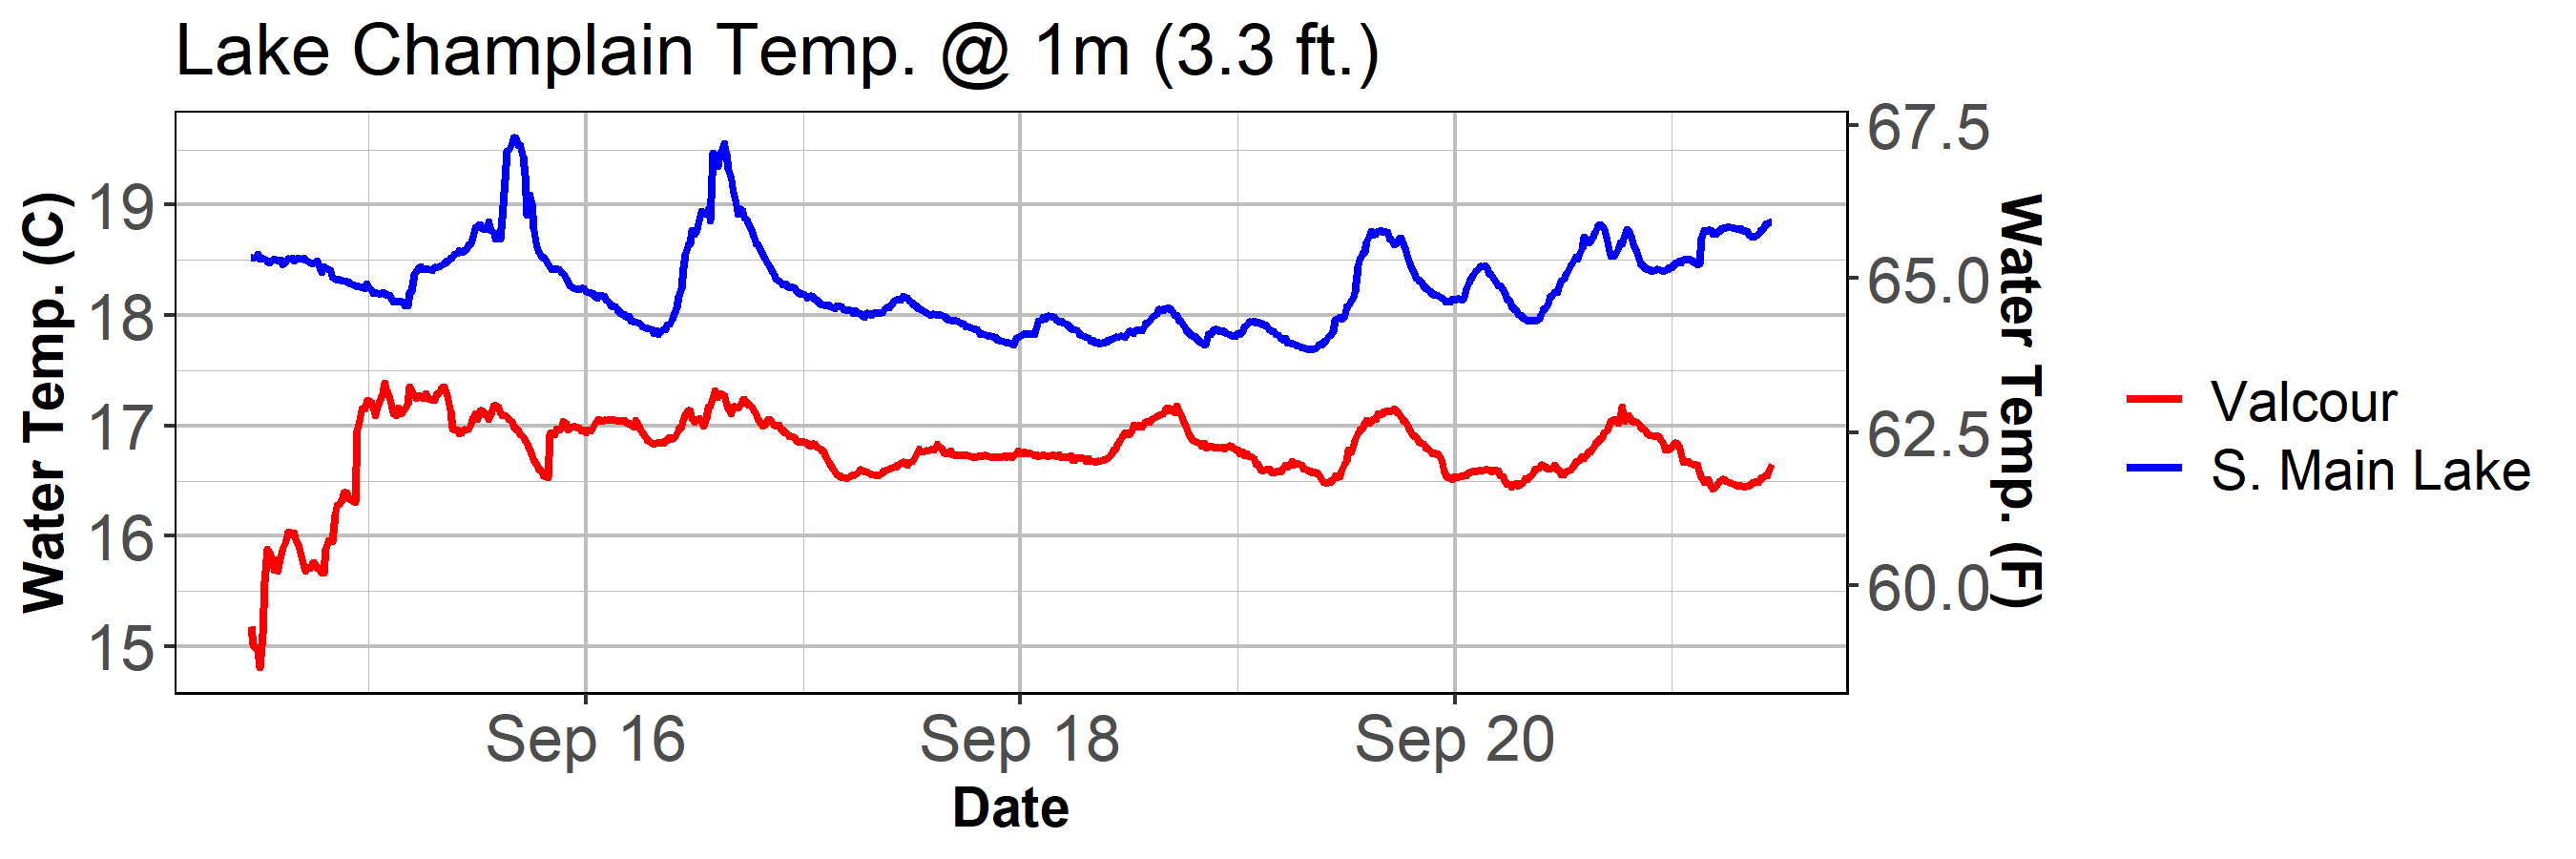 Lake Champlain Temp. @ 1m (3.3 ft.)
Water Temp. (C)
19
18
17
16
15
67.5
65.0
62.5
60.0
Water Temp. (F)
Sep 16
Sep 18
Sep 20
Date
Valcour
S. Main Lake